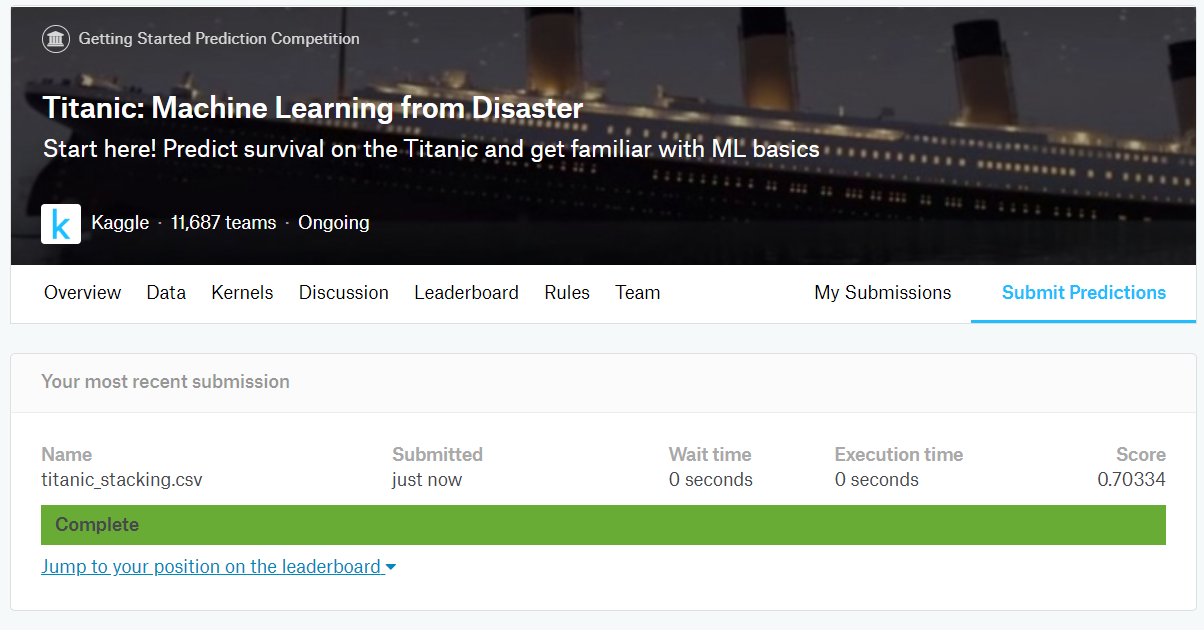 Getting Started Prediction Competition
Titanic: Machine Learning from Disaster
Start here! Predict survival on the Titanic and get familiar with ML basics
k Kaggle · 11,687 teams · Ongoing
Overview Data Kernels Discussion Leaderboard Rules Team My Submissions Submit Predictions
Your most recent submission
Name Submitted Wait time Execution time Score
titanic_stacking.csv just now 0 seconds 0 seconds 0.70334
Complete
Jump to your position on the leaderboard